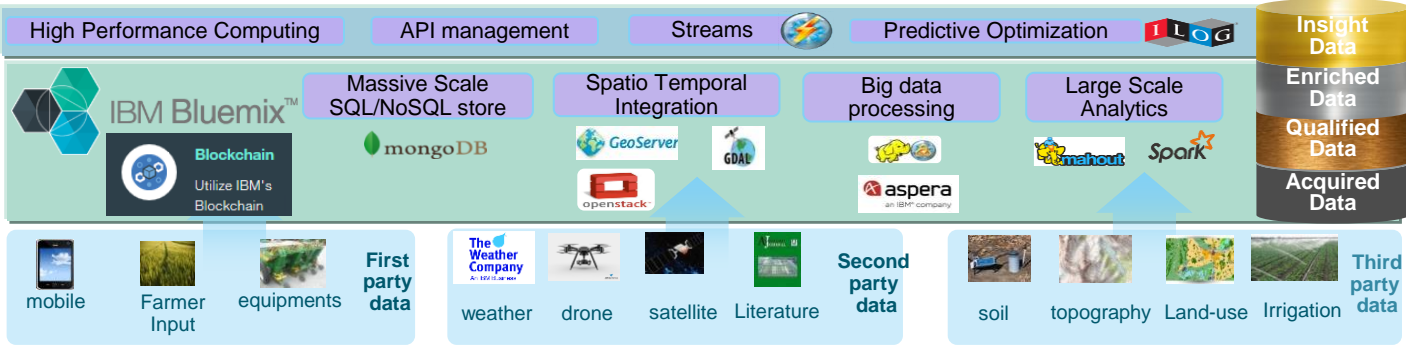 High Performance Computing
API management
Streams
Predictive Optimization
ILOG
Insight
Data
IBM Bluemix™
Massive Scale
SQL/NoSQL store
Spatio Temporal
Integration
Big data
processing
Large Scale
Analytics
Enriched
Data
mongoDB
GeoServer
GDAL
mahout
Spark
Qualified
Data
Blockchain
Utilize IBM's
Blockchain
openstack
aspera
an IBM® company
Acquired
Data
mobile
Farmer
Input
equipments
First
party
data
The
Weather
Company
An IBM Business
weather
drone
satellite
Literature
Second
party
data
soil
topography
Land-use
Irrigation
Third
party
data